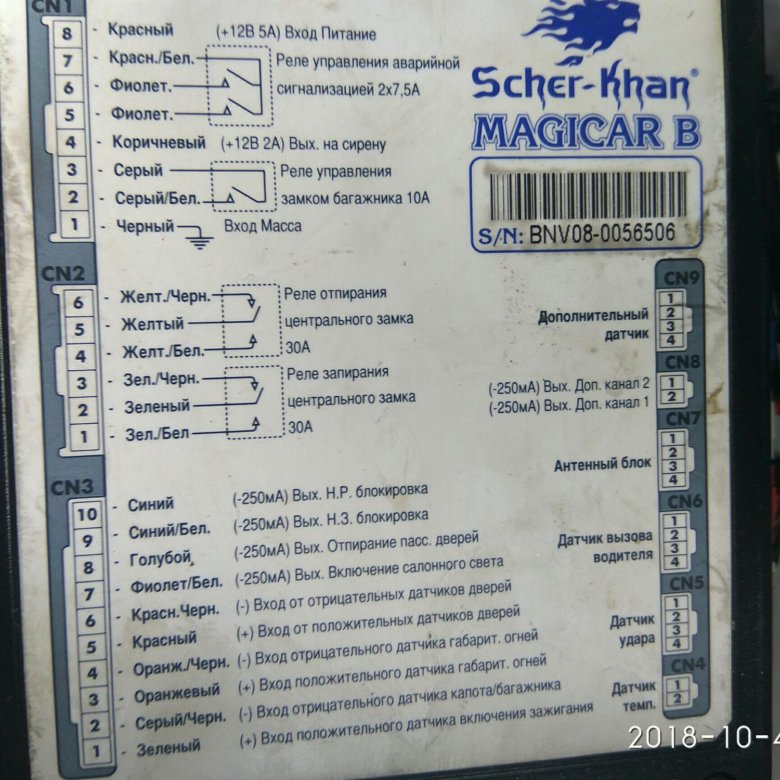 CN1
8 - Красный (+12В 5А) Вход Питание
7 - Красн./Бел. Реле управления аварийной
6 - Фиолет. сигнализацией 2х7,5А
5 - Фиолет.
4 - Коричневый (+12В 2А) Вых. на сирену
3 - Серый Реле управления
2 - Серый/Бел. замком багажника 10А
1 - Черный Вход Масса
Scher-Khan®
MAGICAR B
S/N: BNV08-0056506
CN2
6 - Желт./Черн. Реле отпирания
5 - Желтый центрального замка
4 - Желт./Бел. 30А
3 - Зел./Черн. Реле запирания
2 - Зеленый центрального замка
1 - Зел./Бел 30А
CN3
10 - Синий (-250мА) Вых. Н.Р. блокировка
9 - Синий/Бел. (-250мА) Вых. Н.З. блокировка
8 - Голубой (-250мА) Вых. Отпирание пасс. дверей
7 - Фиолет/Бел. (-250мА) Вых. Включение салонного света
6 - Красн.Черн. (-) Вход от отрицательных датчиков дверей
5 - Красный (+) Вход от положительных датчиков дверей
4 - Оранж./Черн. (-) Вход отрицательного датчика габарит. огней
3 - Оранжевый (+) Вход положительного датчика габарит. огней
2 - Серый/Черн. (-) Вход отрицательного датчика капота/багажника
1 - Зеленый (+) Вход положительного датчика включения зажигания
CN9
Дополнительный
датчик
1
2
3
4
CN8
(-250мА) Вых. Доп. канал 2 1
(-250мА) Вых. Доп. канал 1 2
CN7
Антенный блок
1
2
3
4
CN6
Датчик вызова
водителя
1
2
3
4
CN5
Датчик
удара
1
2
3
4
CN4
Датчик 1
темп. 2
2018-10-4